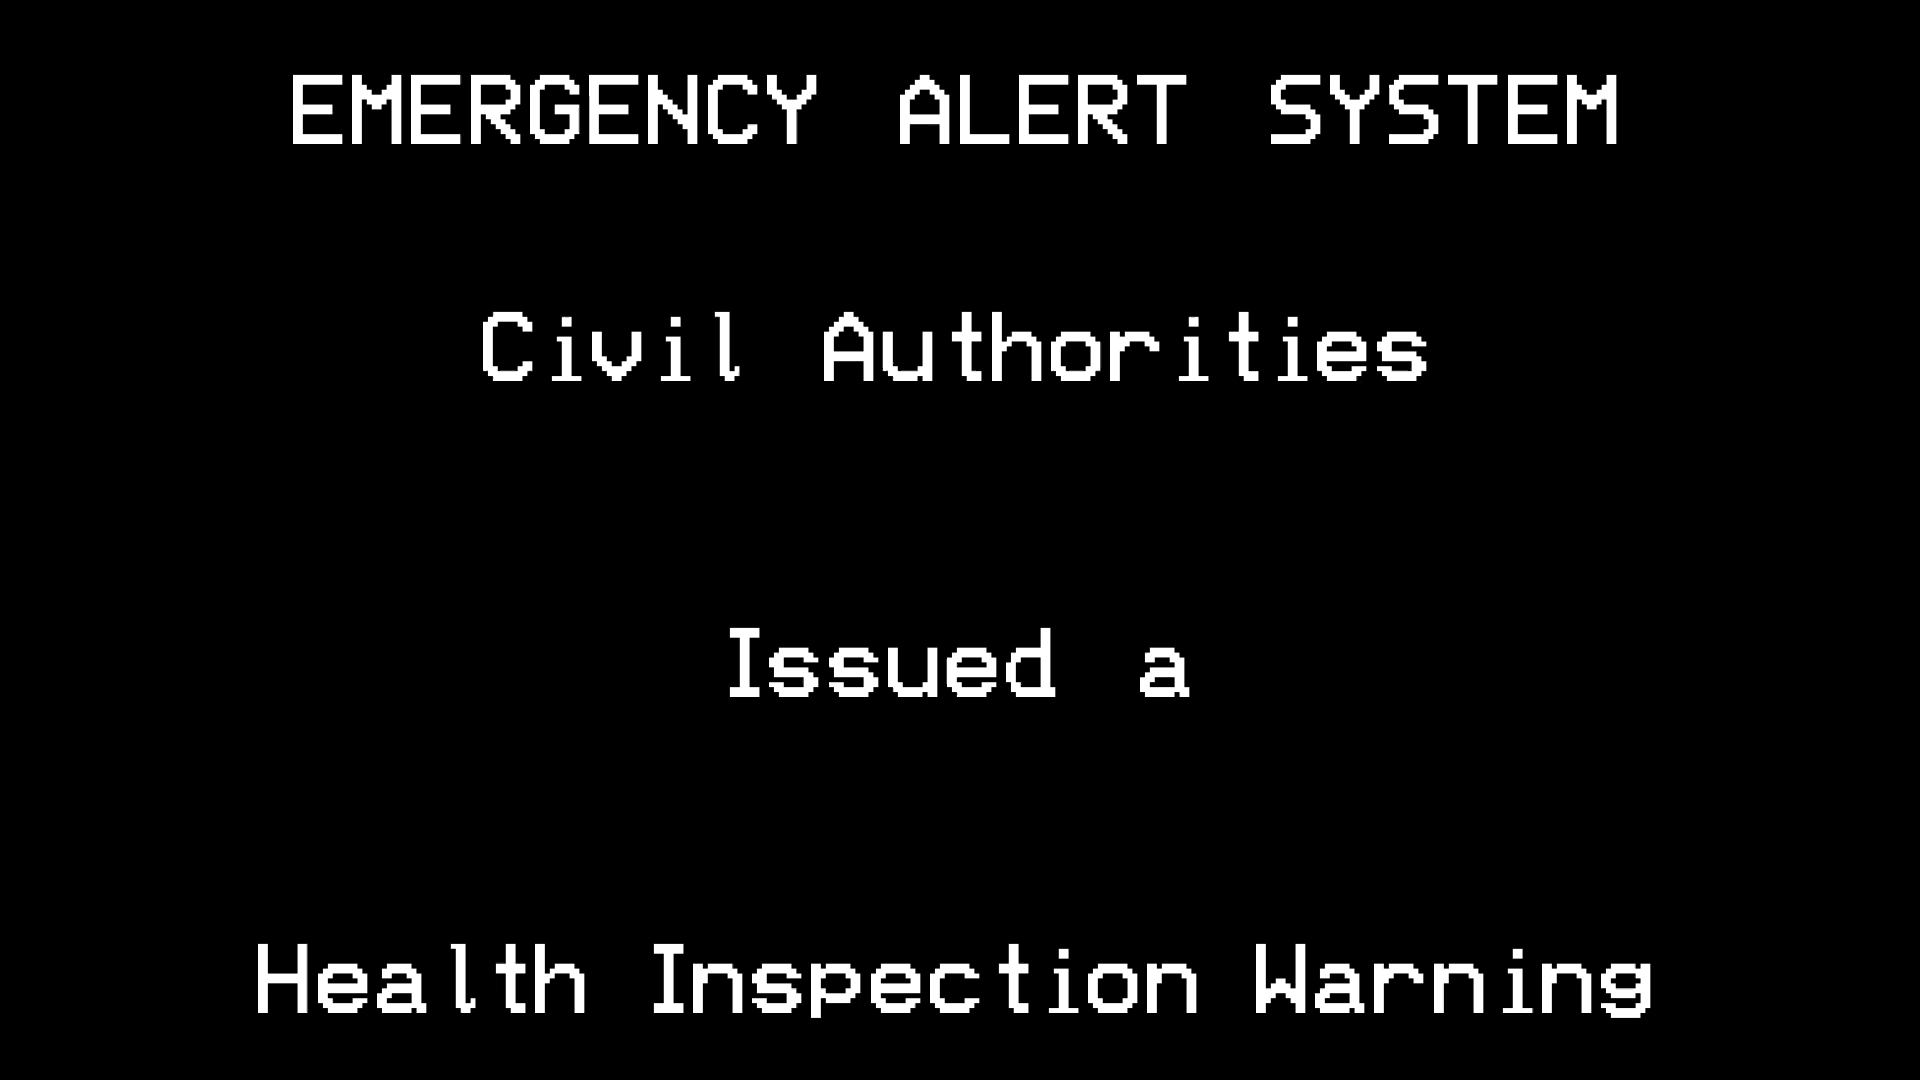 EMERGENCY ALERT SYSTEM
Civil Authorities
Issued a
Health Inspection Warning